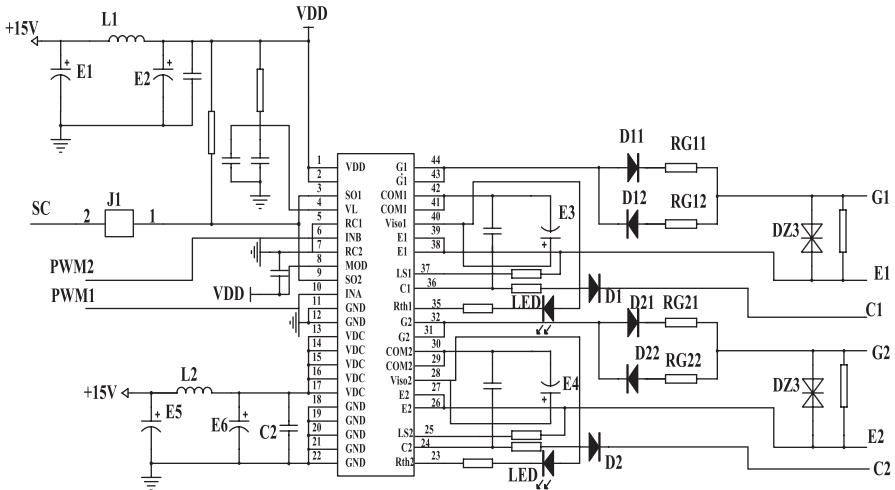 +15V
L1
VDD
E1
E2
SC
2
J1
1
PWM2
PWM1
VDD
+15V
L2
E5
E6
C2
1 VDD
2
3 SO1
4 VL
5 RC1
6 INB
7 RC2
8 MOD
9 SO2
10 INA
11 GND
12 GND
13 VDC
14 VDC
15 VDC
16 VDC
17 VDC
18 GND
19 GND
20 GND
21 GND
22 GND
G1 44
G1 43
COM1 42
COM1 41
Viso1 40
E1 39
E1 38
LS1 37
C1 36
Rth1 35
G2 32
G2 31
COM2 30
COM2 29
Viso2 28
E2 27
E2 26
LS2 25
C2 24
Rth2 23
E3
LED
D1
D11
RG11
D12
RG12
DZ3
G1
E1
C1
D21
RG21
D22
RG22
DZ3
G2
E4
E2
LED
D2
C2